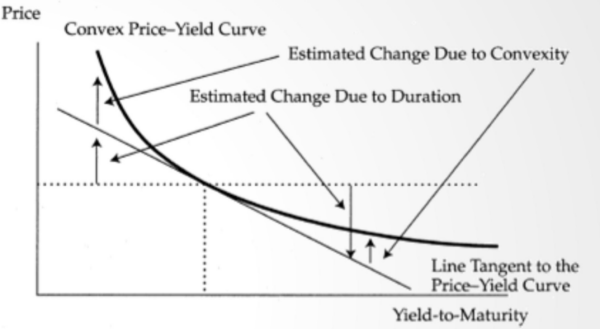 Price
Convex Price–Yield Curve
Estimated Change Due to Convexity
Estimated Change Due to Duration
Line Tangent to the
Price–Yield Curve
Yield-to-Maturity